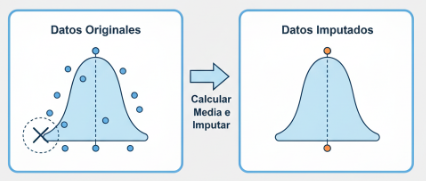 Datos Originales
Calcular
Media e
Imputar
Datos Imputados